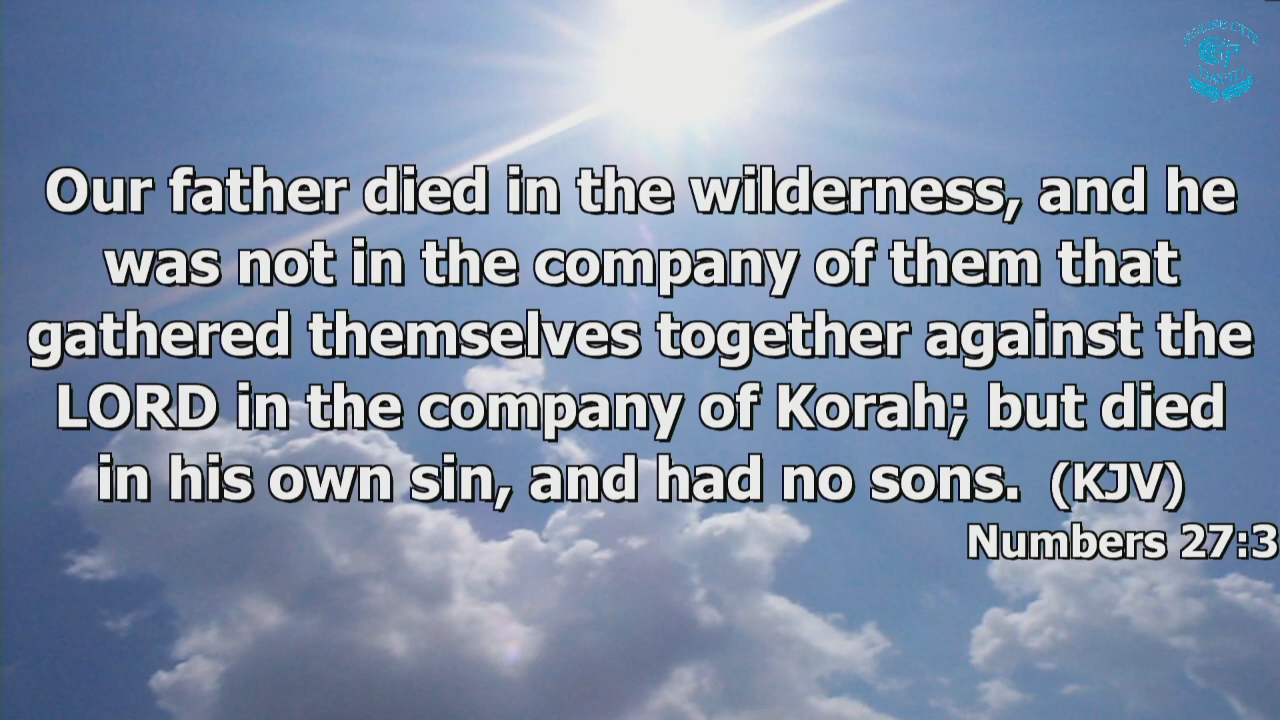 Our father died in the wilderness, and he
was not in the company of them that
gathered themselves together against the
LORD in the company of Korah; but died
in his own sin, and had no sons. (KJV)
Numbers 27:3